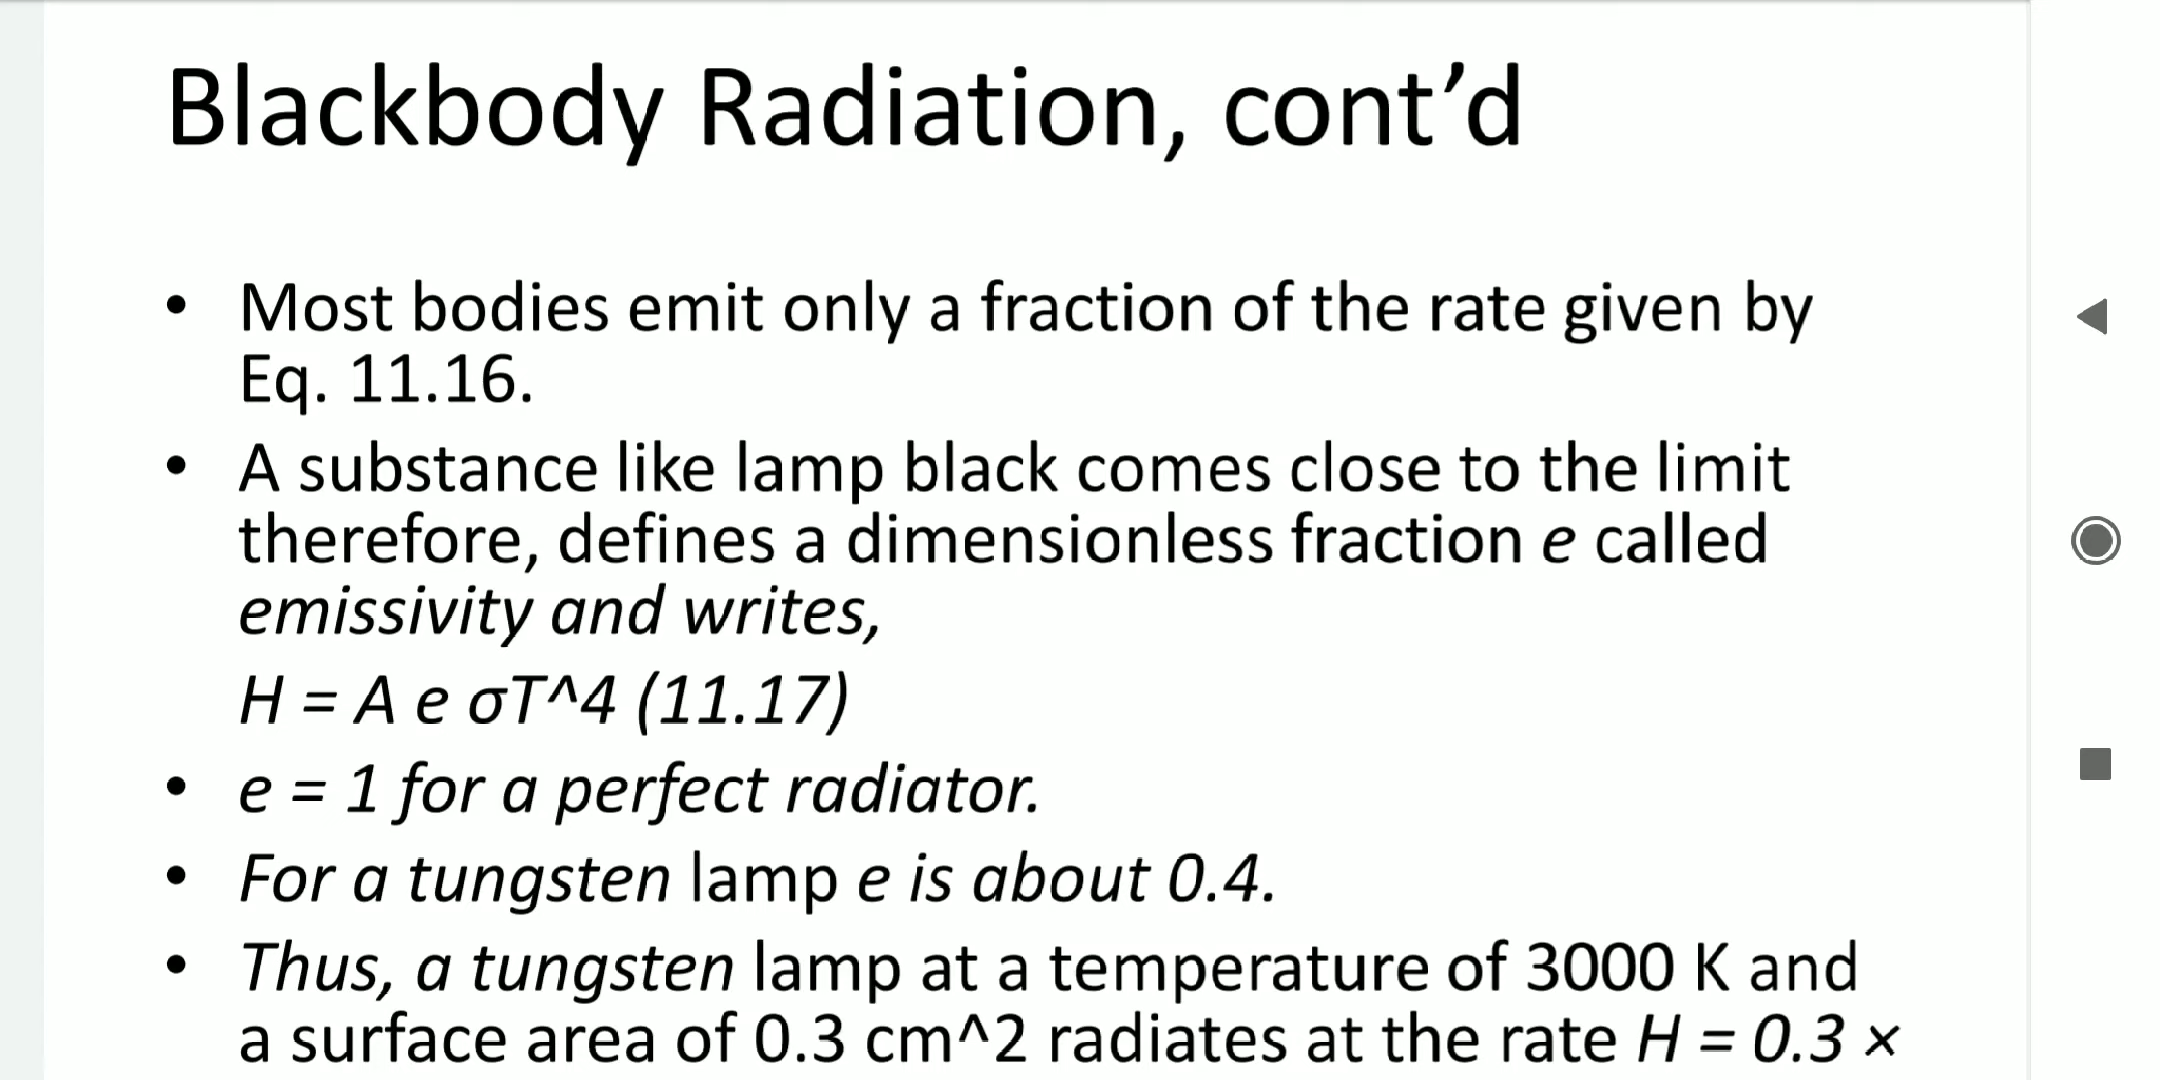 Blackbody Radiation, cont’d
• Most bodies emit only a fraction of the rate given by
Eq. 11.16.
• A substance like lamp black comes close to the limit
therefore, defines a dimensionless fraction e called
emissivity and writes,
H = A e σT^4 (11.17)
• e = 1 for a perfect radiator.
• For a tungsten lamp e is about 0.4.
• Thus, a tungsten lamp at a temperature of 3000 K and
a surface area of 0.3 cm^2 radiates at the rate H = 0.3 ×